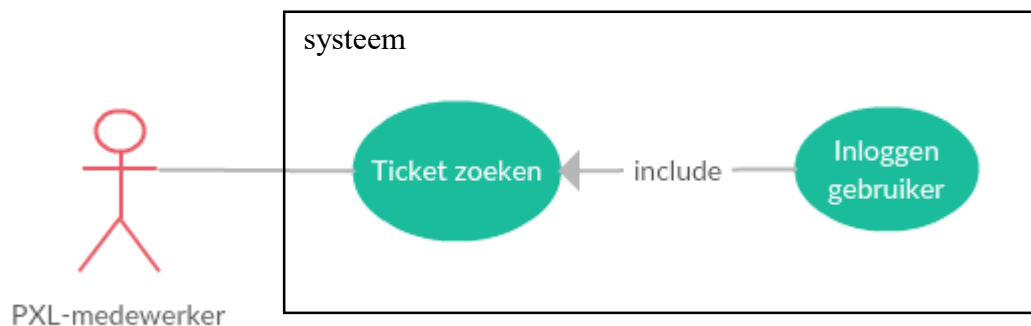 systeem
Ticket zoeken
include
Inloggen
gebruiker
PXL-medewerker